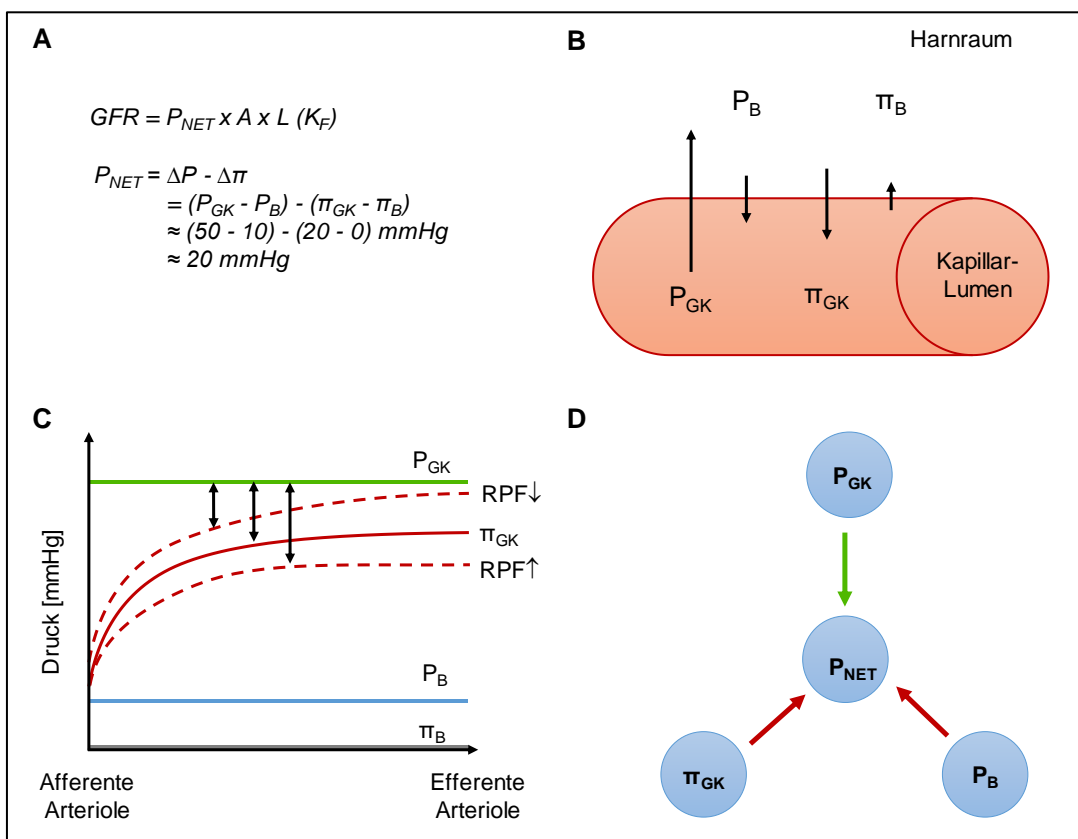 A
GFR = P_NET x A x L (K_F)
P_NET = ΔP - Δπ
= (P_GK - P_B) - (π_GK - π_B)
≈ (50 - 10) - (20 - 0) mmHg
≈ 20 mmHg
B
Harnraum
P_B
π_B
P_GK
π_GK
Kapillar-
Lumen
C
Druck [mmHg]
P_GK
RPF↓
π_GK
RPF↑
P_B
π_B
Afferente
Arteriole
Efferente
Arteriole
D
P_GK
P_NET
π_GK
P_B